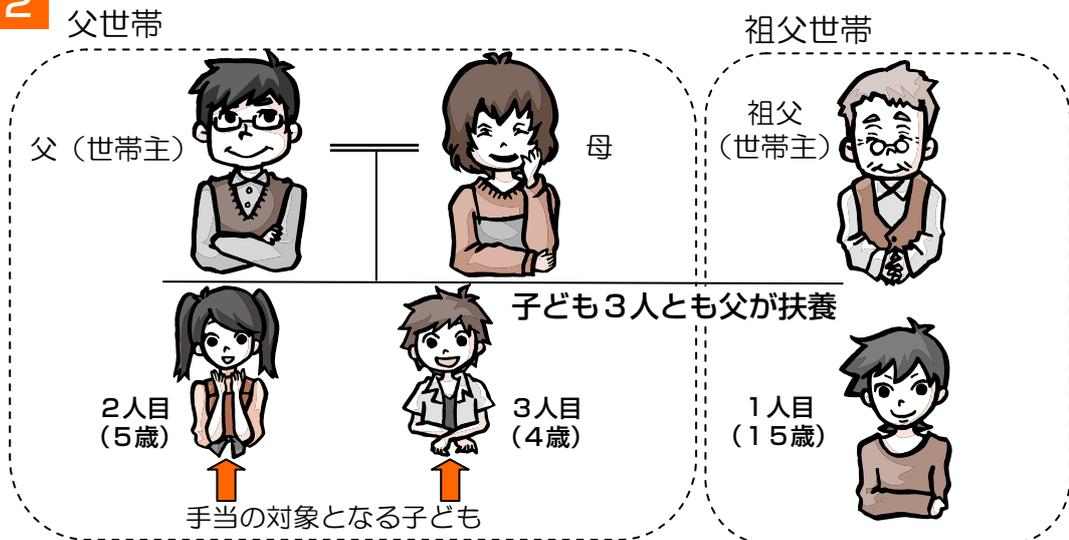 2
父世帯
祖父世帯
父（世帯主）
母
祖父
（世帯主）
子ども３人とも父が扶養
２人目
（５歳）
３人目
（４歳）
１人目
（１５歳）
手当の対象となる子ども